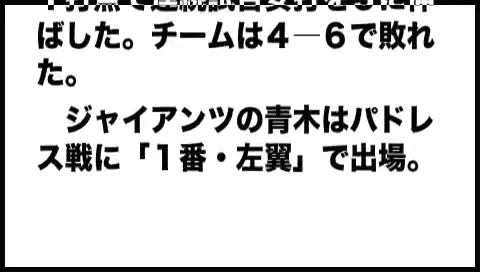 ばした。チームは４―６で敗れ
た。
　ジャイアンツの青木はパドレ
ス戦に「１番・左翼」で出場。